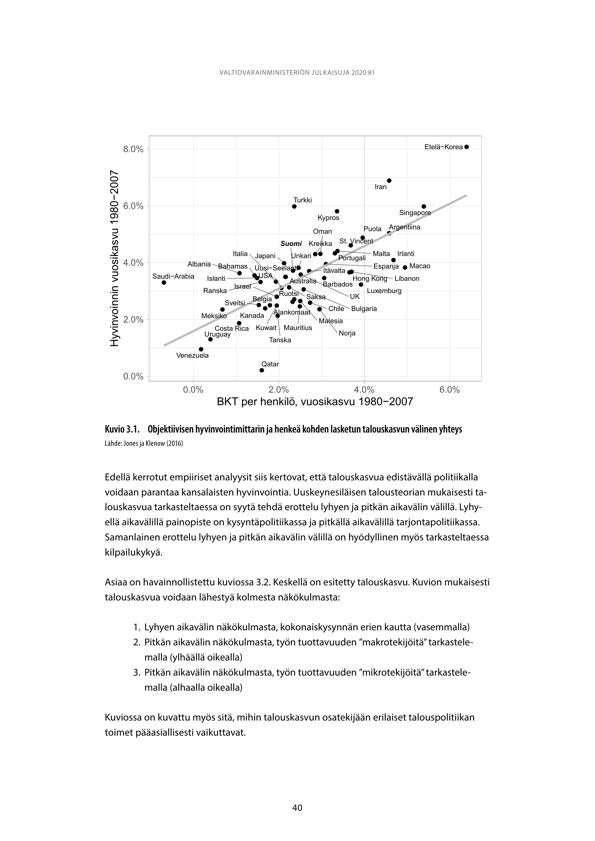 VALTIOVARAINMINISTERIÖN JULKAISUJA 2020:81
Hyvinvoinnin vuosikasvu 1980−2007
8.0%
6.0%
4.0%
2.0%
0.0%
Etelä−Korea
Iran
Turkki
Singapore
Kypros
Oman
Puola
Argentiina
Suomi
Kreikka
St. Vincent
Italia
Japani
Unkari
Portugali
Malta
Irlanti
Albania
Bahamas
Uusi−Seelanti
Itävalta
Espanja
Macao
Saudi−Arabia
Islanti
USA
Australia
Barbados
Hong Kong
Libanon
Ranska
Israel
Ruotsi
Saksa
UK
Luxemburg
Sveitsi
Belgia
Alankomaat
Chile
Bulgaria
Meksiko
Kanada
Malesia
Costa Rica
Kuwait
Mauritius
Norja
Uruguay
Tanska
Venezuela
Qatar
0.0%
2.0%
4.0%
6.0%
BKT per henkilö, vuosikasvu 1980−2007
Kuvio 3.1. Objektiivisen hyvinvointimittarin ja henkeä kohden lasketun talouskasvun välinen yhteys
Lähde: Jones ja Klenow (2016)
Edellä kerrotut empiiriset analyysit siis kertovat, että talouskasvua edistävällä politiikalla
voidaan parantaa kansalaisten hyvinvointia. Uuskeynesiläisen talousteorian mukaisesti ta-
louskasvua tarkasteltaessa on syytä tehdä erottelu lyhyen ja pitkän aikavälin välillä. Lyhy-
ellä aikavälillä painopiste on kysyntäpolitiikassa ja pitkällä aikavälillä tarjontapolitiikassa.
Samanlainen erottelu lyhyen ja pitkän aikavälin välillä on hyödyllinen myös tarkasteltaessa
kilpailukykyä.
Asiaa on havainnollistettu kuviossa 3.2. Keskellä on esitetty talouskasvu. Kuvion mukaisesti
talouskasvua voidaan lähestyä kolmesta näkökulmasta:
1. Lyhyen aikavälin näkökulmasta, kokonaiskysynnän erien kautta (vasemmalla)
2. Pitkän aikavälin näkökulmasta, työn tuottavuuden ”makrotekijöitä” tarkastele-
malla (ylhäällä oikealla)
3. Pitkän aikavälin näkökulmasta, työn tuottavuuden ”mikrotekijöitä” tarkastele-
malla (alhaalla oikealla)
Kuviossa on kuvattu myös sitä, mihin talouskasvun osatekijään erilaiset talouspolitiikan
toimet pääasiallisesti vaikuttavat.
40